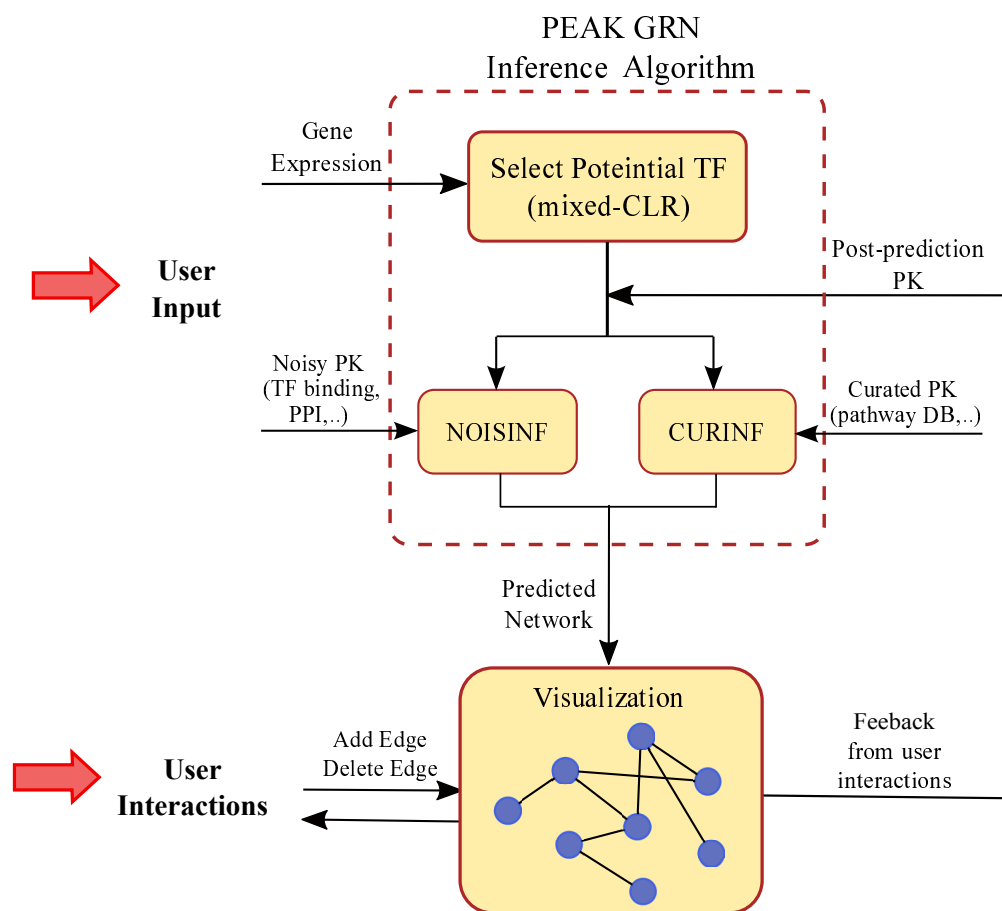 PEAK GRN
Inference Algorithm
Gene
Expression
Select Poteintial TF
(mixed-CLR)
Post-prediction
PK
User
Input
Noisy PK
(TF binding,
PPI,..)
NOISINF
CURINF
Curated PK
(pathway DB,..)
Predicted
Network
Visualization
Add Edge
Delete Edge
User
Interactions
Feeback
from user
interactions